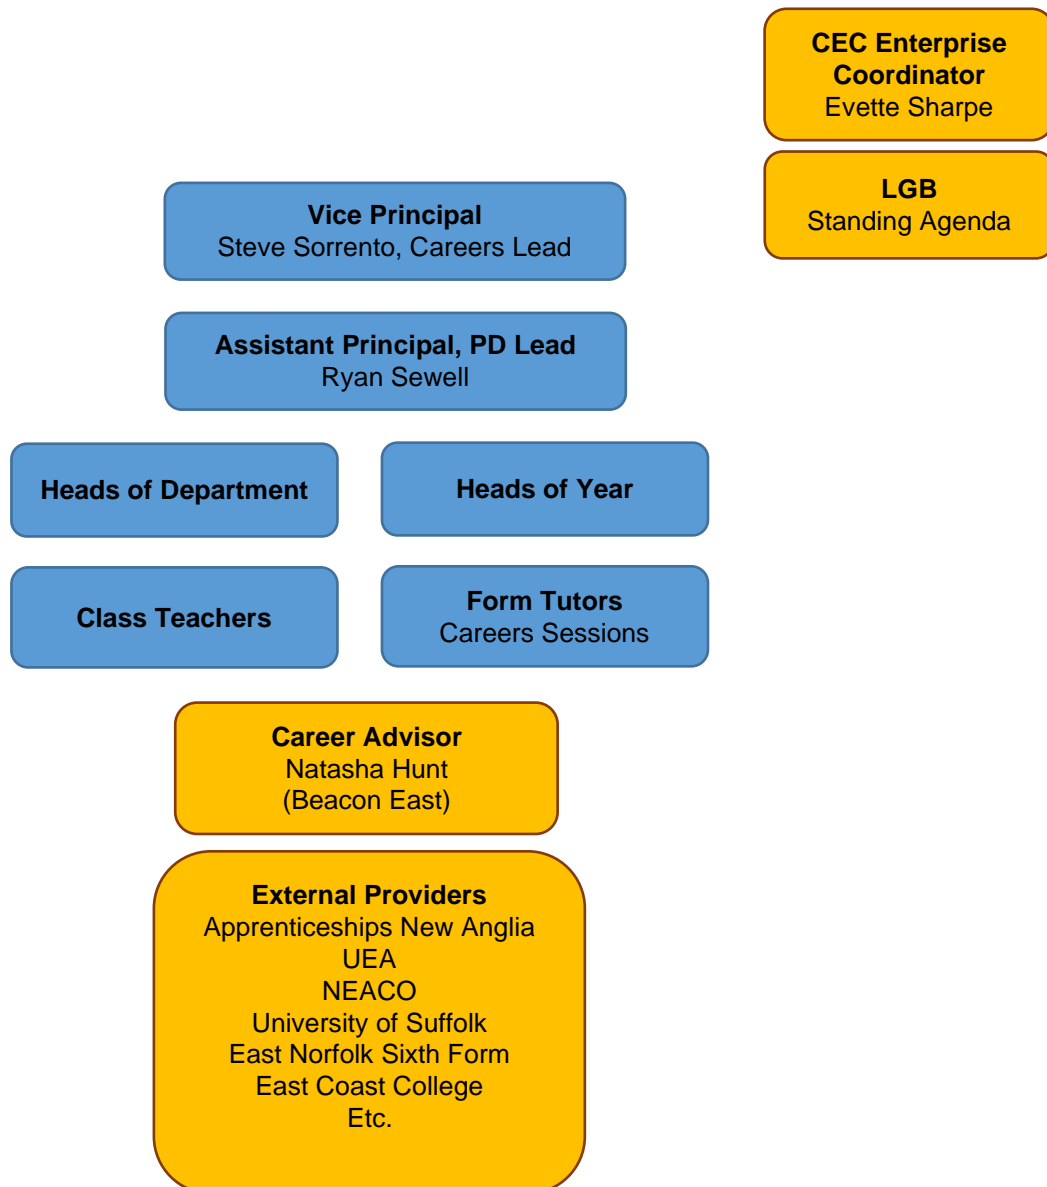 CEC Enterprise
Coordinator
Evette Sharpe
LGB
Standing Agenda
Vice Principal
Steve Sorrento, Careers Lead
Assistant Principal, PD Lead
Ryan Sewell
Heads of Department
Heads of Year
Class Teachers
Form Tutors
Careers Sessions
Career Advisor
Natasha Hunt
(Beacon East)
External Providers
Apprenticeships New Anglia
UEA
NEACO
University of Suffolk
East Norfolk Sixth Form
East Coast College
Etc.